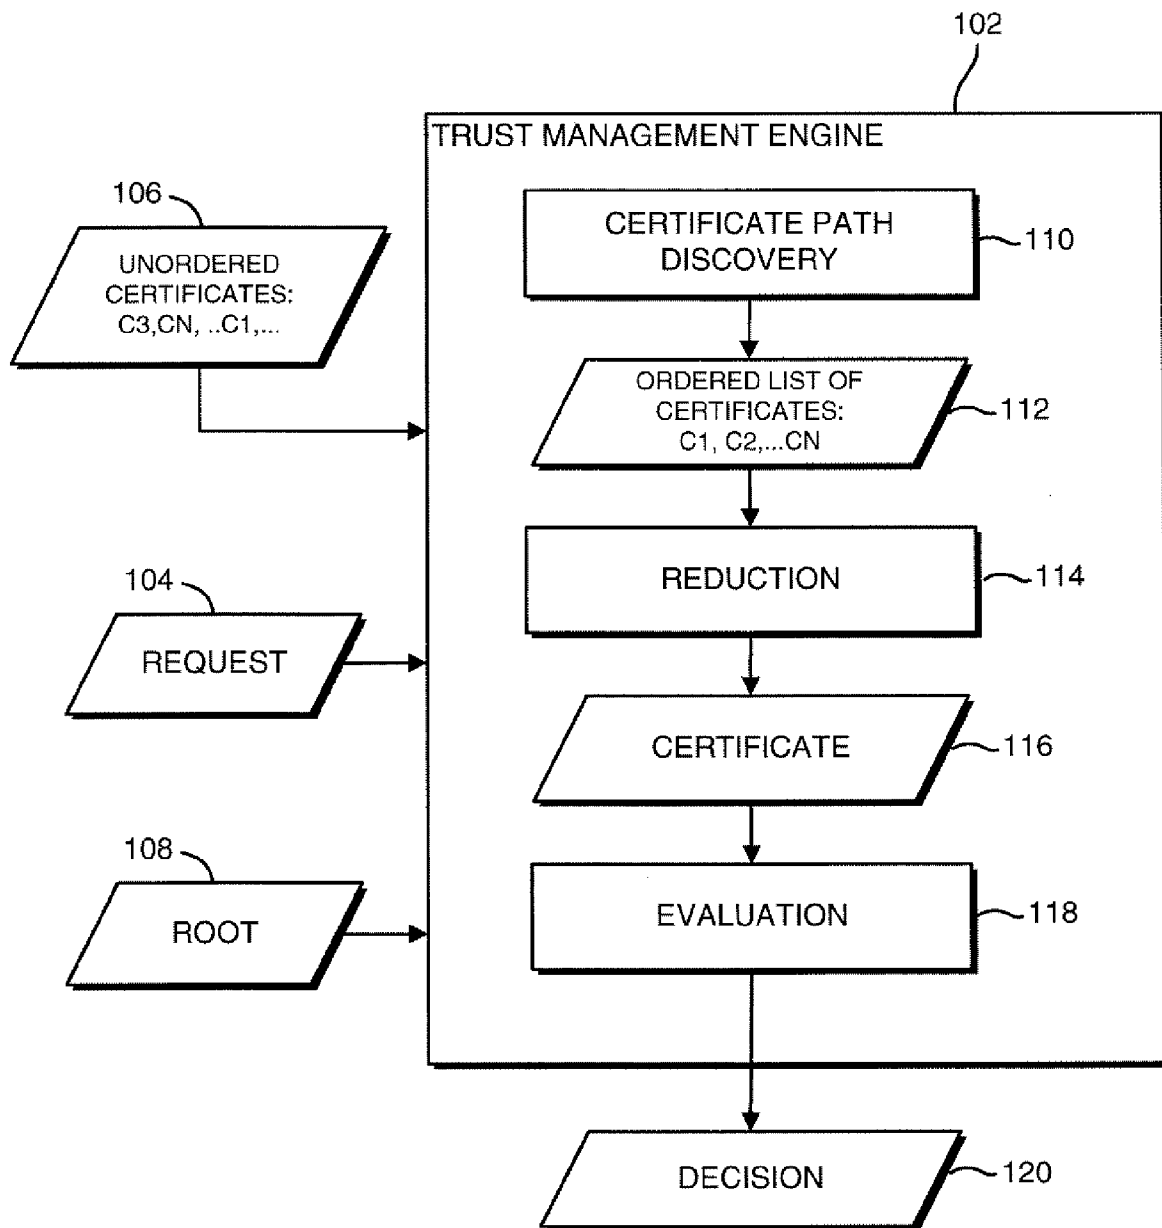 102
TRUST MANAGEMENT ENGINE
106
UNORDERED
CERTIFICATES:
C3,CN, ..C1,...
CERTIFICATE PATH
DISCOVERY
110
ORDERED LIST OF
CERTIFICATES:
C1, C2,...CN
112
104
REQUEST
REDUCTION
114
CERTIFICATE
116
108
ROOT
EVALUATION
118
DECISION
120